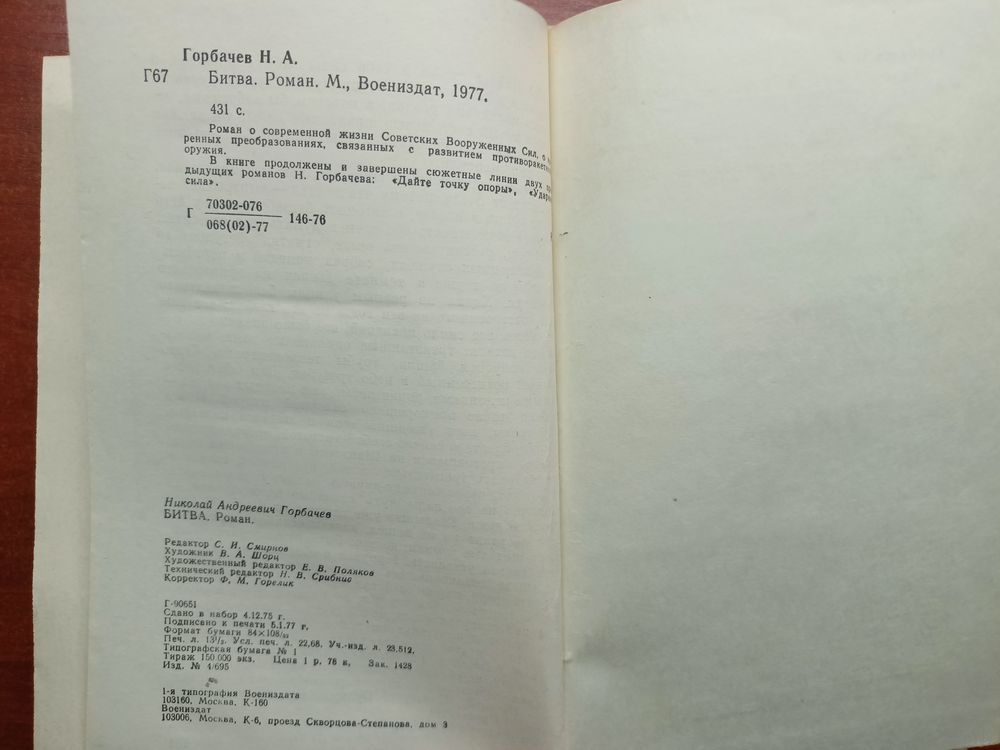 Горбачев Н. А.
Г67 Битва. Роман. М., Воениздат, 1977.
431 с.
Роман о современной жизни Советских Вооруженных Сил, о
ренных преобразованиях, связанных с развитием противоракетн
оружия.
В книге продолжены и завершены сюжетные линии двух пр
дыдущих романов Н. Горбачева: «Дайте точку опоры», «Ударн
сила».
70302-076
Г 146-76
068(02)-77
Николай Андреевич Горбачев
БИТВА. Роман.
Редактор С. И. Смирнов
Художник В. А. Шорц
Художественный редактор Е. В. Поляков
Технический редактор Н. В. Срибнис
Корректор Ф. М. Горелик
Г-90651
Сдано в набор 4.12.75 г.
Подписано к печати 5.1.77 г.
Формат бумаги 84×108/32
Печ. л. 13½. Усл. печ. л. 22,68. Уч.-изд. л. 23,512.
Типографская бумага № 1
Тираж 150 000 экз. Цена 1 р. 76 к. Зак. 1428
Изд. № 4/695
1-я типография Воениздата
103160, Москва, К-160
Воениздат
103006, Москва, К-6, проезд Скворцова-Степанова, дом 3